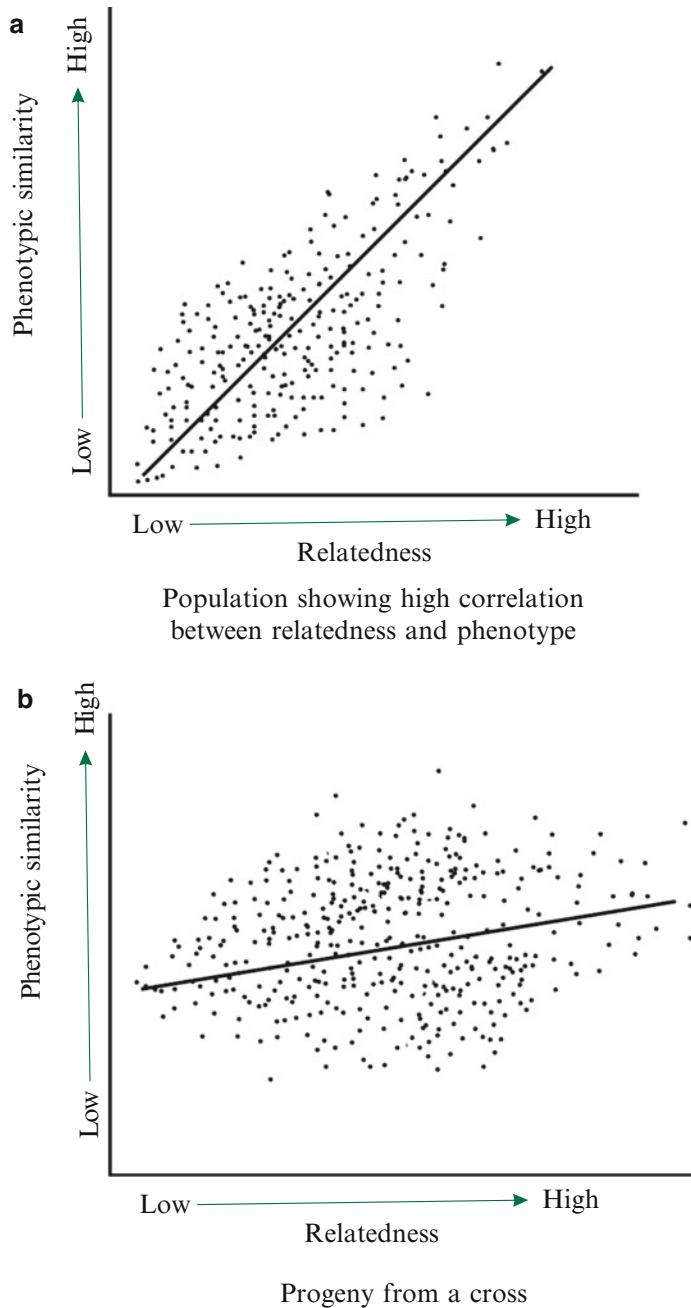 a
High
Phenotypic similarity
Low
Low
High
Relatedness
Population showing high correlation
between relatedness and phenotype
b
High
Phenotypic similarity
Low
Low
High
Relatedness
Progeny from a cross